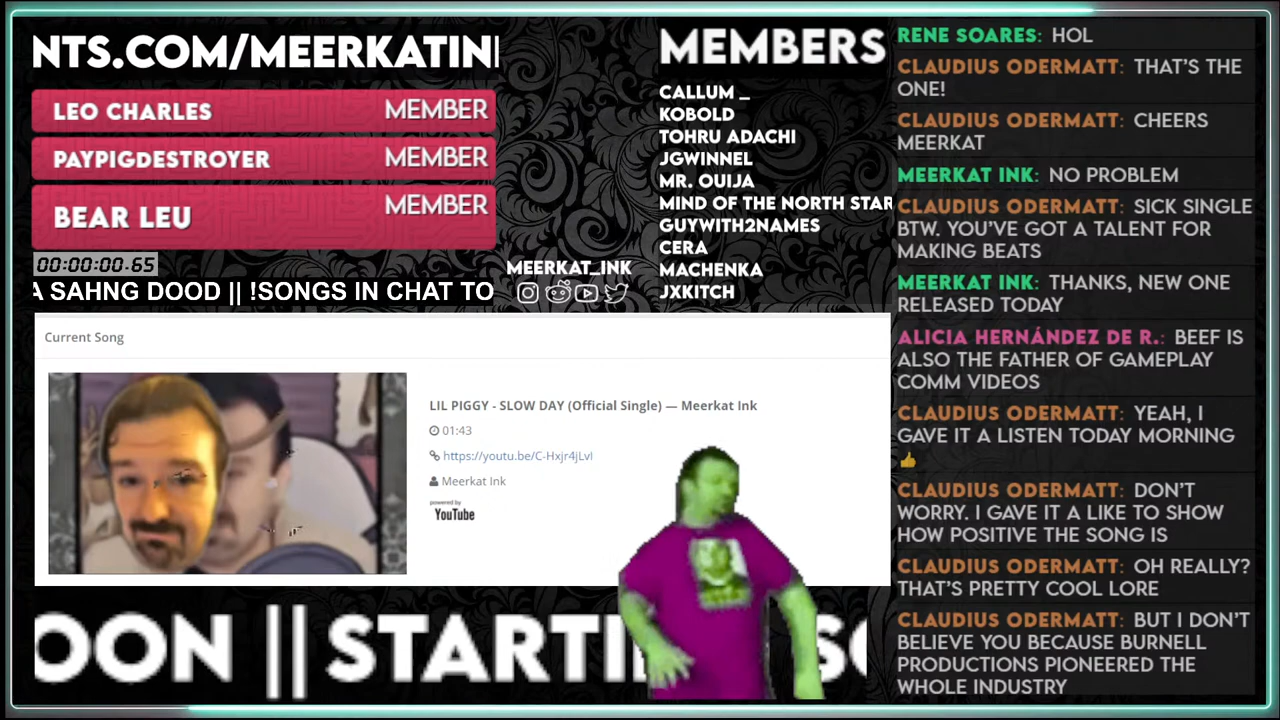 NTS.COM/MEERKATIN
LEO CHARLES MEMBER
PAYPIGDESTROYER MEMBER
BEAR LEU MEMBER
00:00:00.65
A SAHNG DOOD || !SONGS IN CHAT TO
MEERKAT_INK
MEMBERS
CALLUM _
KOBOLD
TOHRU ADACHI
JGWINNEL
MR. OUIJA
MIND OF THE NORTH STAR
GUYWITH2NAMES
CERA
MACHENKA
JXKITCH
Current Song
LIL PIGGY - SLOW DAY (Official Single) — Meerkat Ink
01:43
https://youtu.be/C-Hxjr4jLvI
Meerkat Ink
powered by
YouTube
OON || STARTI
RENE SOARES: HOL
CLAUDIUS ODERMATT: THAT'S THE
ONE!
CLAUDIUS ODERMATT: CHEERS
MEERKAT
MEERKAT INK: NO PROBLEM
CLAUDIUS ODERMATT: SICK SINGLE
BTW. YOU'VE GOT A TALENT FOR
MAKING BEATS
MEERKAT INK: THANKS, NEW ONE
RELEASED TODAY
ALICIA HERNÁNDEZ DE R.: BEEF IS
ALSO THE FATHER OF GAMEPLAY
COMM VIDEOS
CLAUDIUS ODERMATT: YEAH, I
GAVE IT A LISTEN TODAY MORNING
👍
CLAUDIUS ODERMATT: DON'T
WORRY. I GAVE IT A LIKE TO SHOW
HOW POSITIVE THE SONG IS
CLAUDIUS ODERMATT: OH REALLY?
THAT'S PRETTY COOL LORE
CLAUDIUS ODERMATT: BUT I DON'T
BELIEVE YOU BECAUSE BURNELL
PRODUCTIONS PIONEERED THE
WHOLE INDUSTRY